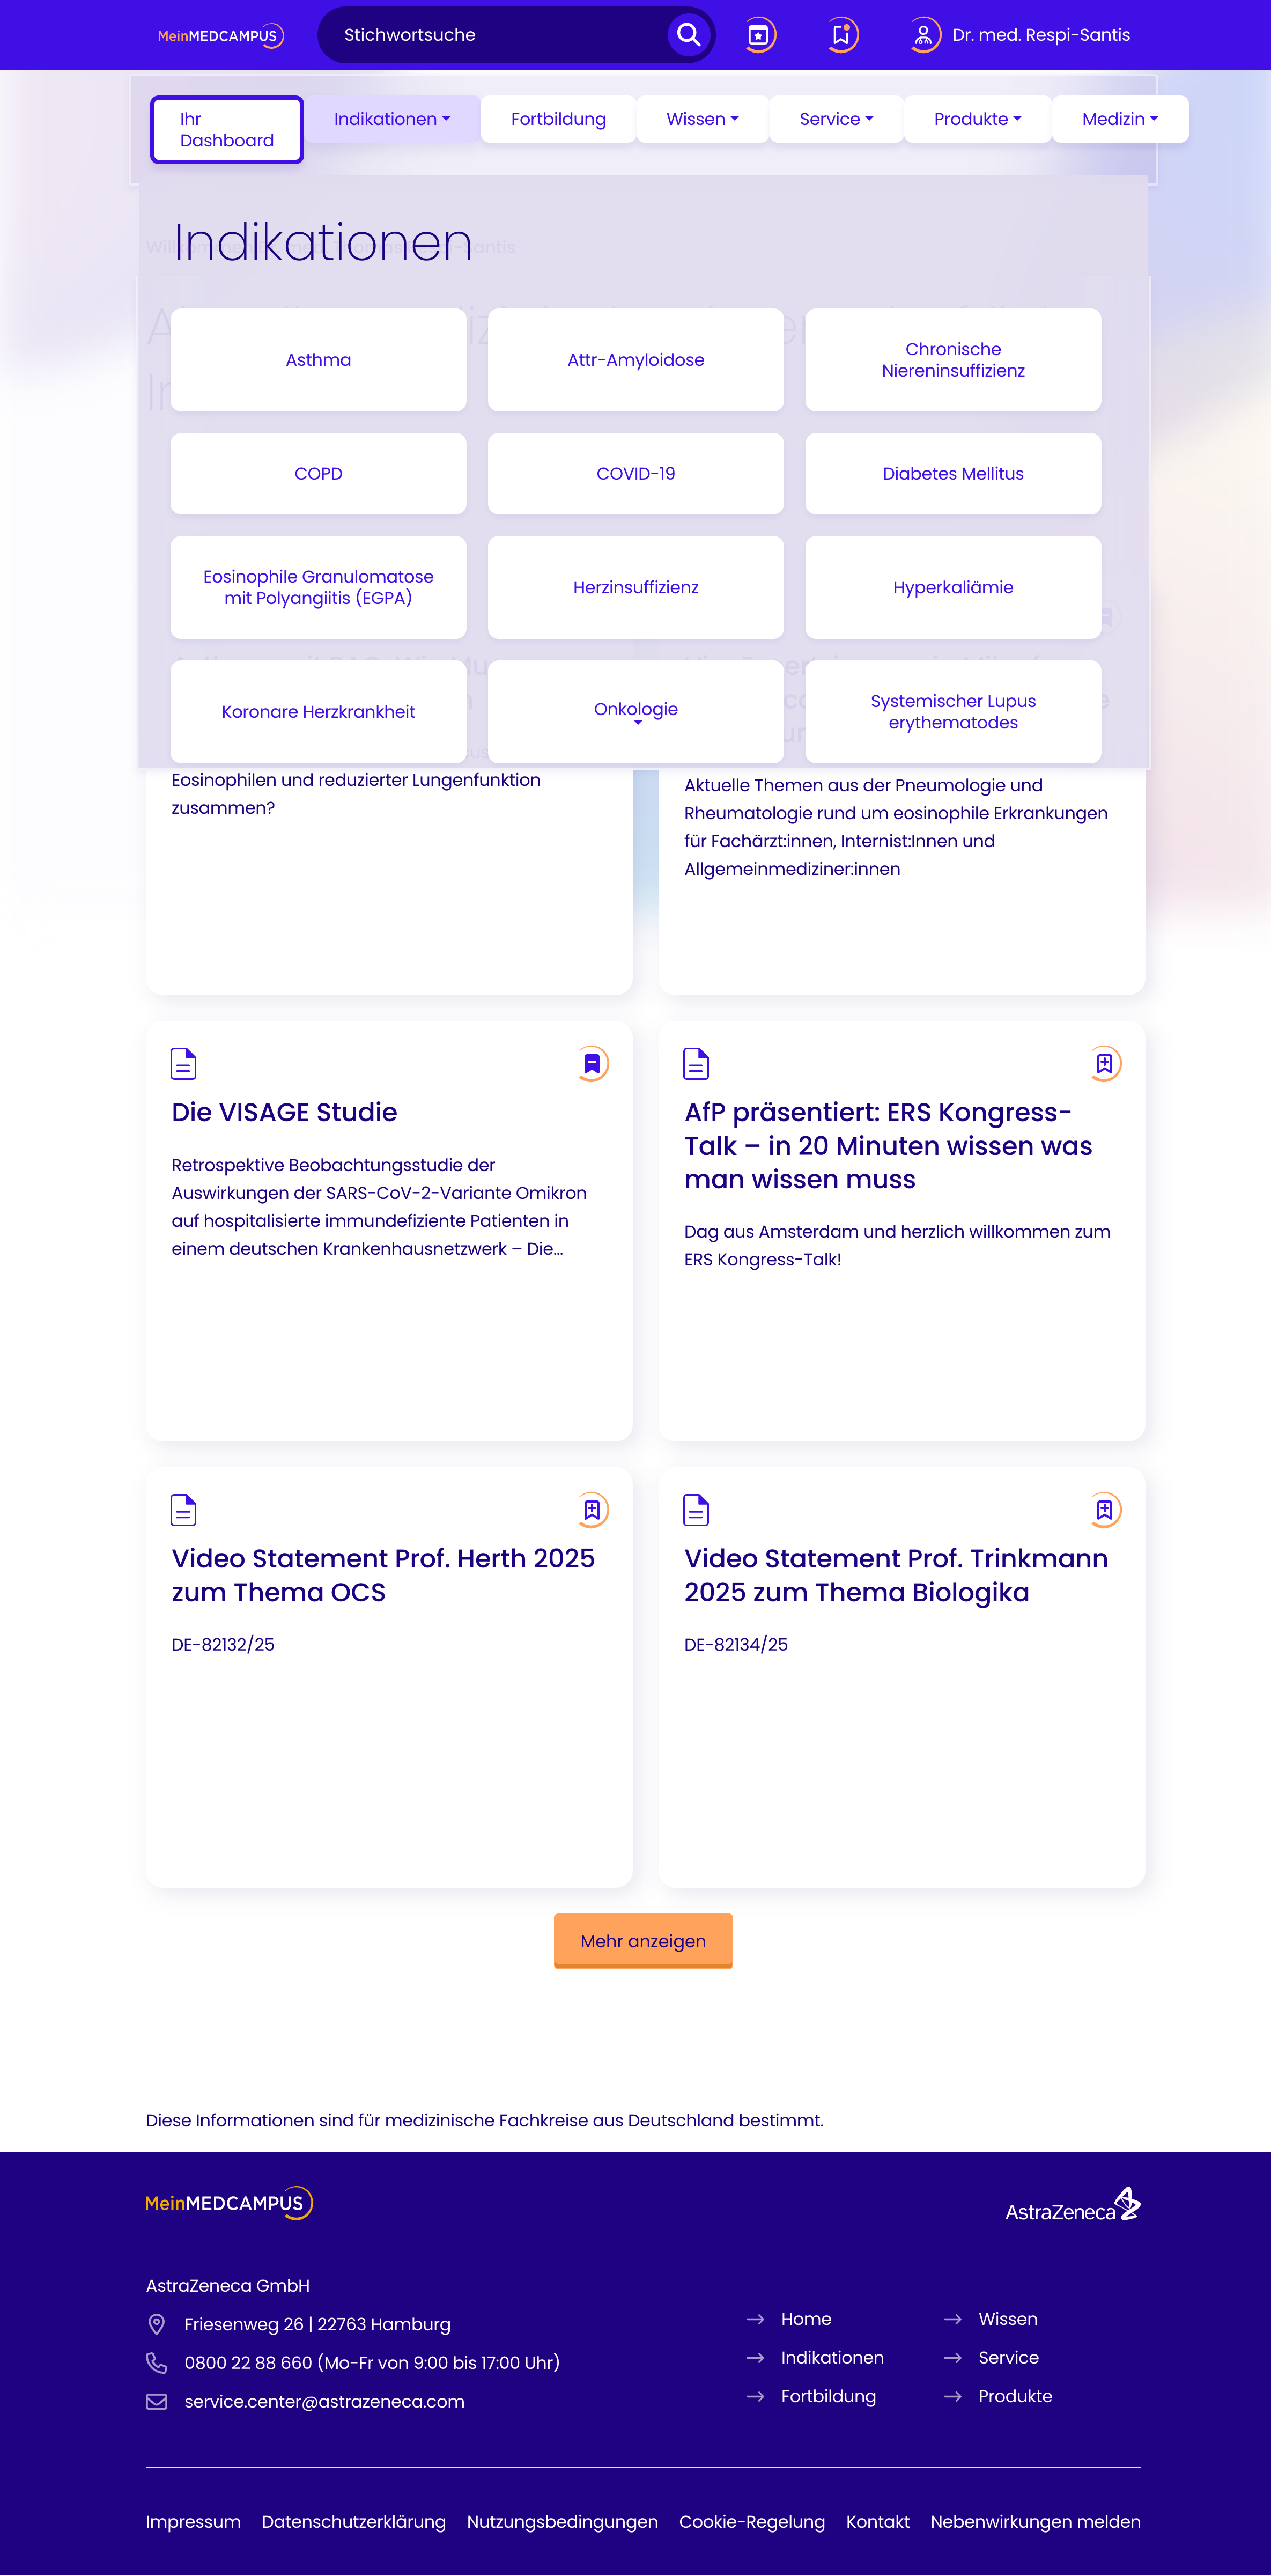 MeinMEDCAMPUS
Stichwortsuche
Dr. med. Respi-Santis
Ihr
Dashboard
Indikationen
Fortbildung
Wissen
Service
Produkte
Medizin
Indikationen
Asthma
Attr-Amyloidose
Chronische
Niereninsuffizienz
COPD
COVID-19
Diabetes Mellitus
Eosinophile Granulomatose
mit Polyangiitis (EGPA)
Herzinsuffizienz
Hyperkaliämie
Koronare Herzkrankheit
Onkologie
Systemischer Lupus
erythematodes
Eosinophilen und reduzierter Lungenfunktion
zusammen?
Aktuelle Themen aus der Pneumologie und
Rheumatologie rund um eosinophile Erkrankungen
für Fachärzt:innen, Internist:Innen und
Allgemeinmediziner:innen
Die VISAGE Studie
Retrospektive Beobachtungsstudie der
Auswirkungen der SARS-CoV-2-Variante Omikron
auf hospitalisierte immundefiziente Patienten in
einem deutschen Krankenhausnetzwerk – Die...
AfP präsentiert: ERS Kongress-
Talk – in 20 Minuten wissen was
man wissen muss
Dag aus Amsterdam und herzlich willkommen zum
ERS Kongress-Talk!
Video Statement Prof. Herth 2025
zum Thema OCS
DE-82132/25
Video Statement Prof. Trinkmann
2025 zum Thema Biologika
DE-82134/25
Mehr anzeigen
Diese Informationen sind für medizinische Fachkreise aus Deutschland bestimmt.
MeinMEDCAMPUS
AstraZeneca
AstraZeneca GmbH
Friesenweg 26 | 22763 Hamburg
0800 22 88 660 (Mo-Fr von 9:00 bis 17:00 Uhr)
service.center@astrazeneca.com
Home
Indikationen
Fortbildung
Wissen
Service
Produkte
Impressum
Datenschutzerklärung
Nutzungsbedingungen
Cookie-Regelung
Kontakt
Nebenwirkungen melden